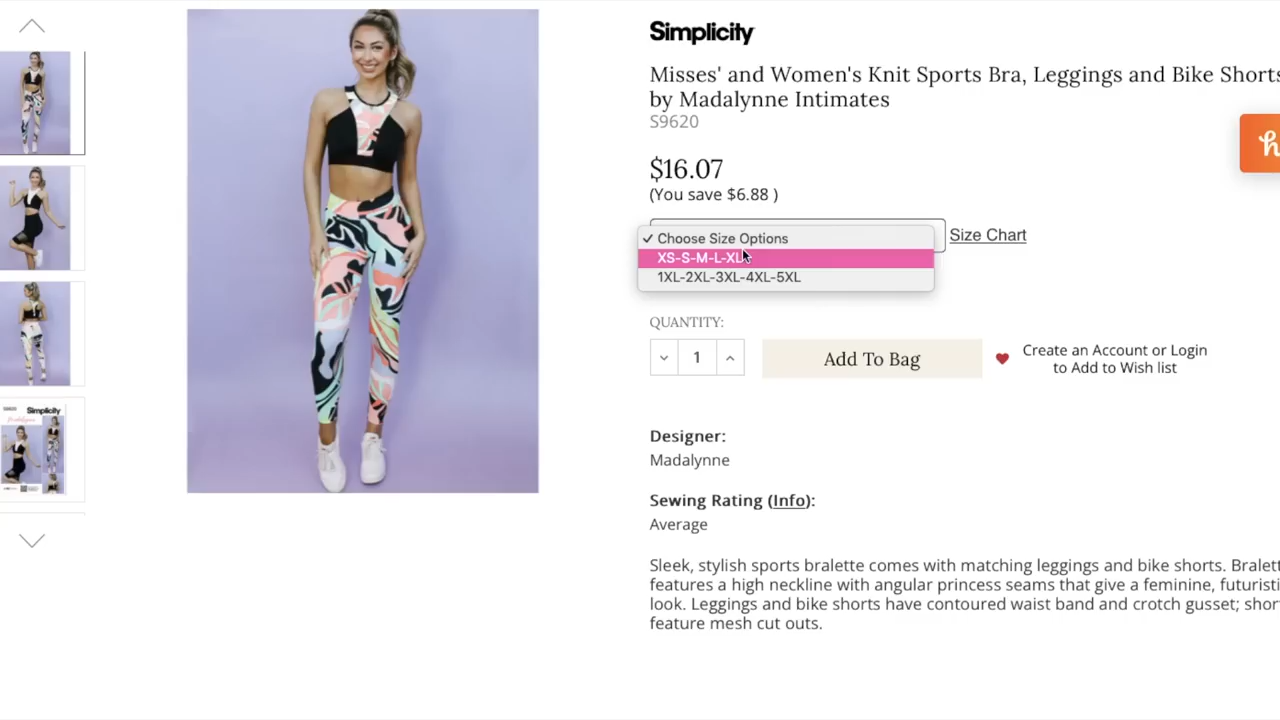 Simplicity
Misses' and Women's Knit Sports Bra, Leggings and Bike Shorts
by Madalynne Intimates
S9620
$16.07
(You save $6.88 )
✓ Choose Size Options
XS-S-M-L-XL
1XL-2XL-3XL-4XL-5XL
Size Chart
QUANTITY:
1
Add To Bag
Create an Account or Login
to Add to Wish list
Designer:
Madalynne
Sewing Rating (Info):
Average
Sleek, stylish sports bralette comes with matching leggings and bike shorts. Bralett
features a high neckline with angular princess seams that give a feminine, futuristi
look. Leggings and bike shorts have contoured waist band and crotch gusset; shor
feature mesh cut outs.
Simplicity